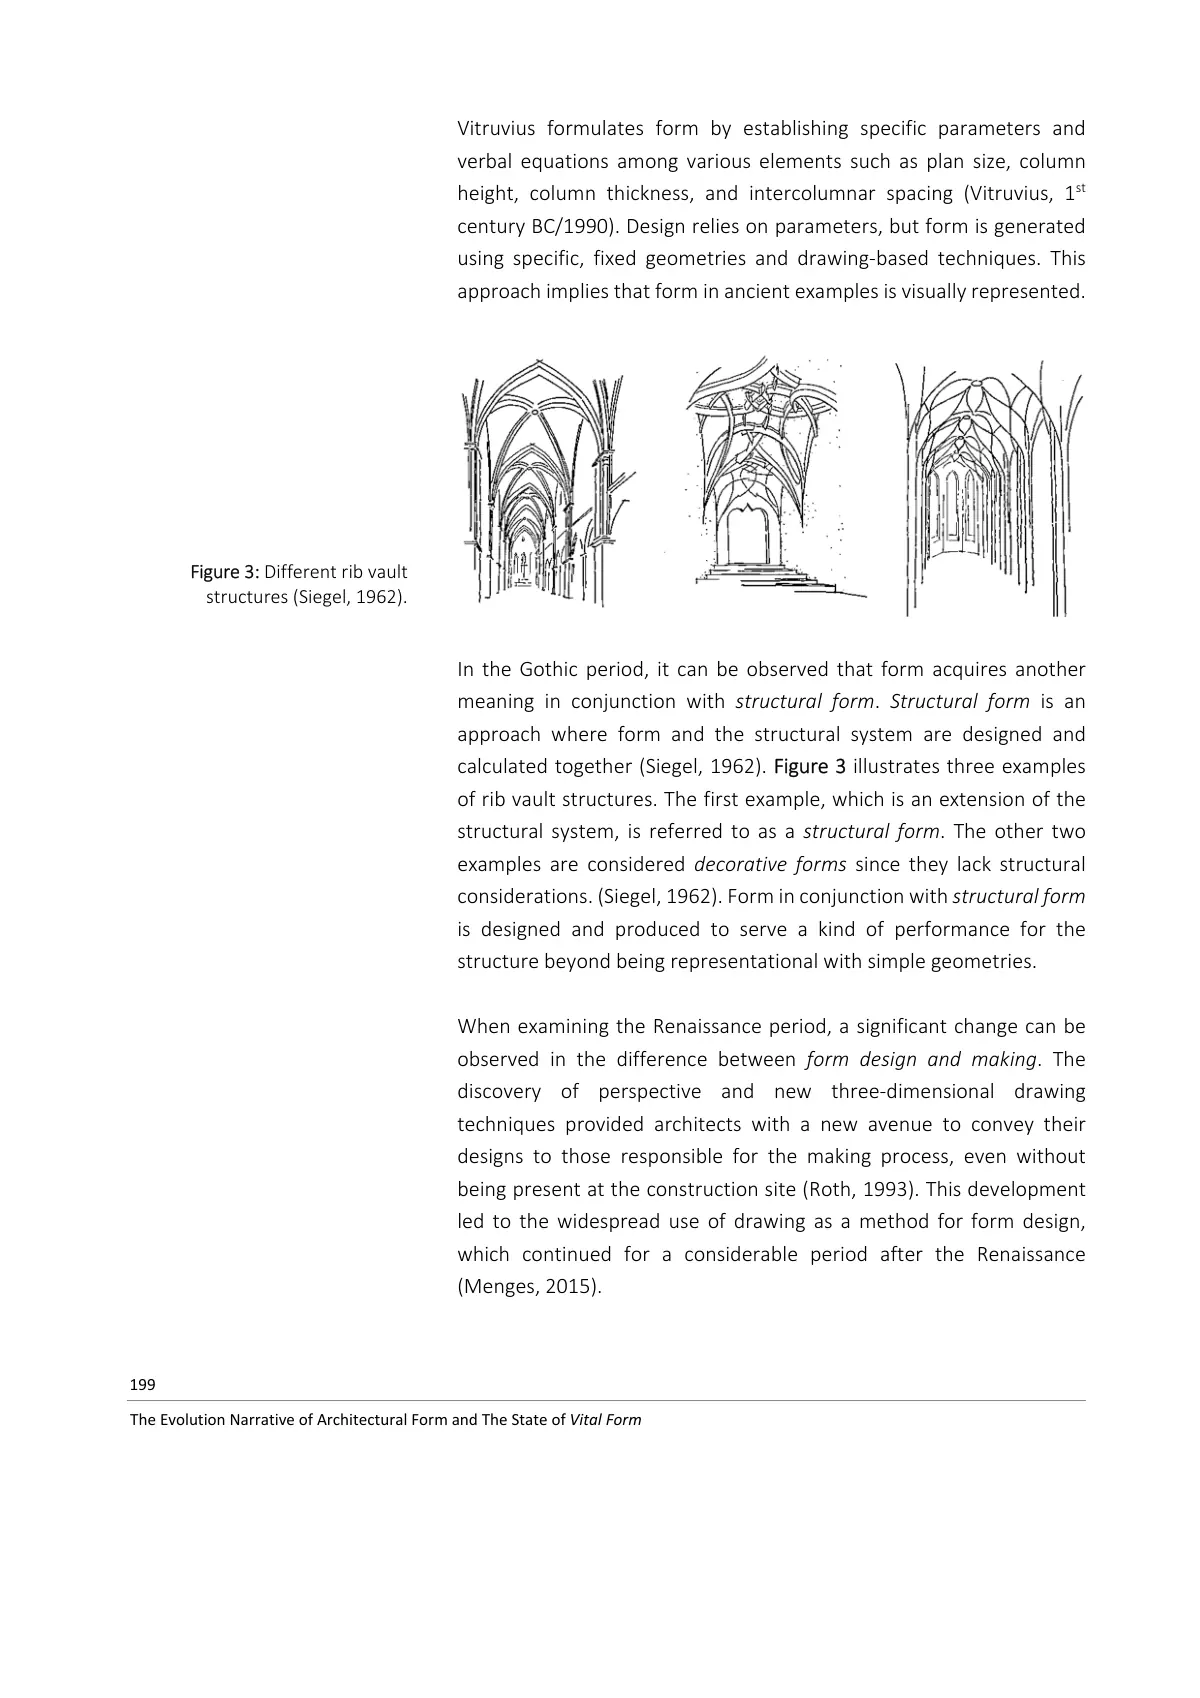 Vitruvius formulates form by establishing specific parameters and
verbal equations among various elements such as plan size, column
height, column thickness, and intercolumnar spacing (Vitruvius, 1st
century BC/1990). Design relies on parameters, but form is generated
using specific, fixed geometries and drawing-based techniques. This
approach implies that form in ancient examples is visually represented.
Figure 3: Different rib vault
structures (Siegel, 1962).
In the Gothic period, it can be observed that form acquires another
meaning in conjunction with structural form. Structural form is an
approach where form and the structural system are designed and
calculated together (Siegel, 1962). Figure 3 illustrates three examples
of rib vault structures. The first example, which is an extension of the
structural system, is referred to as a structural form. The other two
examples are considered decorative forms since they lack structural
considerations. (Siegel, 1962). Form in conjunction with structural form
is designed and produced to serve a kind of performance for the
structure beyond being representational with simple geometries.
When examining the Renaissance period, a significant change can be
observed in the difference between form design and making. The
discovery of perspective and new three-dimensional drawing
techniques provided architects with a new avenue to convey their
designs to those responsible for the making process, even without
being present at the construction site (Roth, 1993). This development
led to the widespread use of drawing as a method for form design,
which continued for a considerable period after the Renaissance
(Menges, 2015).
199
The Evolution Narrative of Architectural Form and The State of Vital Form